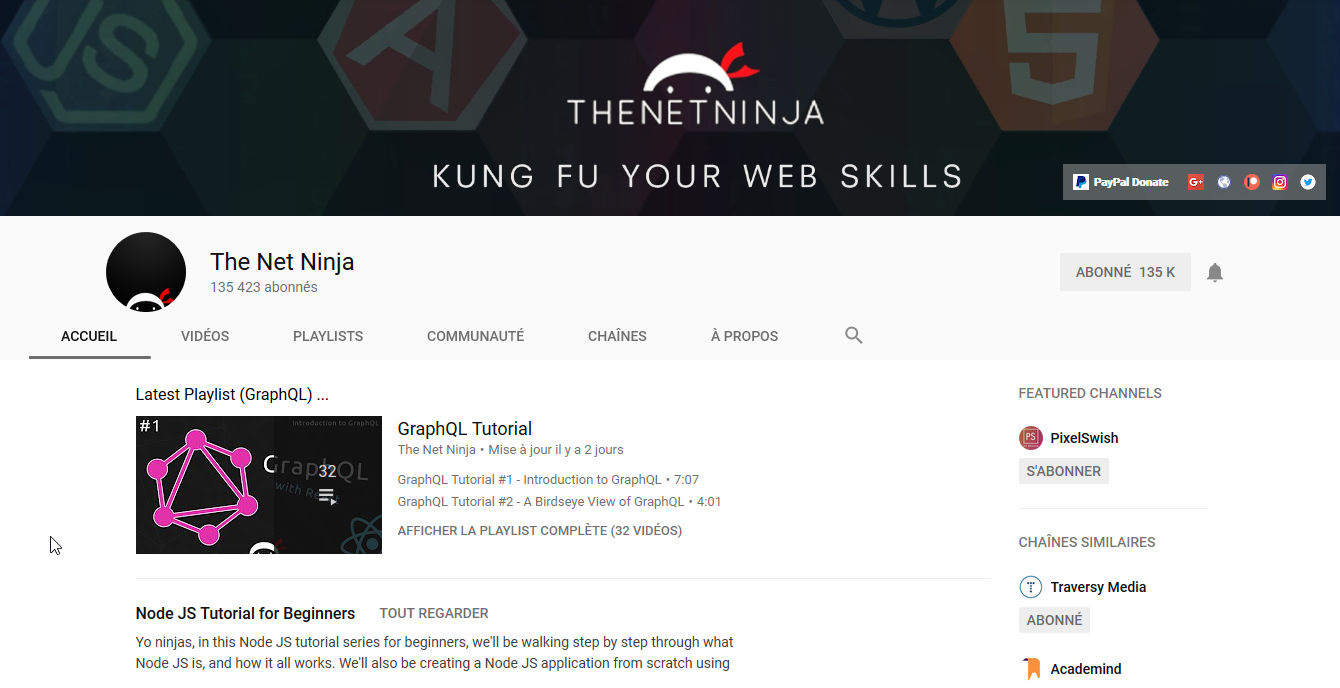 THENETNINJA
KUNG FU YOUR WEB SKILLS
PayPal Donate
G+
The Net Ninja
135 423 abonnés
ABONNÉ 135 K
ACCUEIL
VIDÉOS
PLAYLISTS
COMMUNAUTÉ
CHAÎNES
À PROPOS
Latest Playlist (GraphQL) ...
#1
Introduction to GraphQL
GraphQL
with React
32
GraphQL Tutorial
The Net Ninja • Mise à jour il y a 2 jours
GraphQL Tutorial #1 - Introduction to GraphQL • 7:07
GraphQL Tutorial #2 - A Birdseye View of GraphQL • 4:01
AFFICHER LA PLAYLIST COMPLÈTE (32 VIDÉOS)
Node JS Tutorial for Beginners TOUT REGARDER
Yo ninjas, in this Node JS tutorial series for beginners, we'll be walking step by step through what
Node JS is, and how it all works. We'll also be creating a Node JS application from scratch using
FEATURED CHANNELS
PS
PixelSwish
S'ABONNER
CHAÎNES SIMILAIRES
Traversy Media
ABONNÉ
Academind